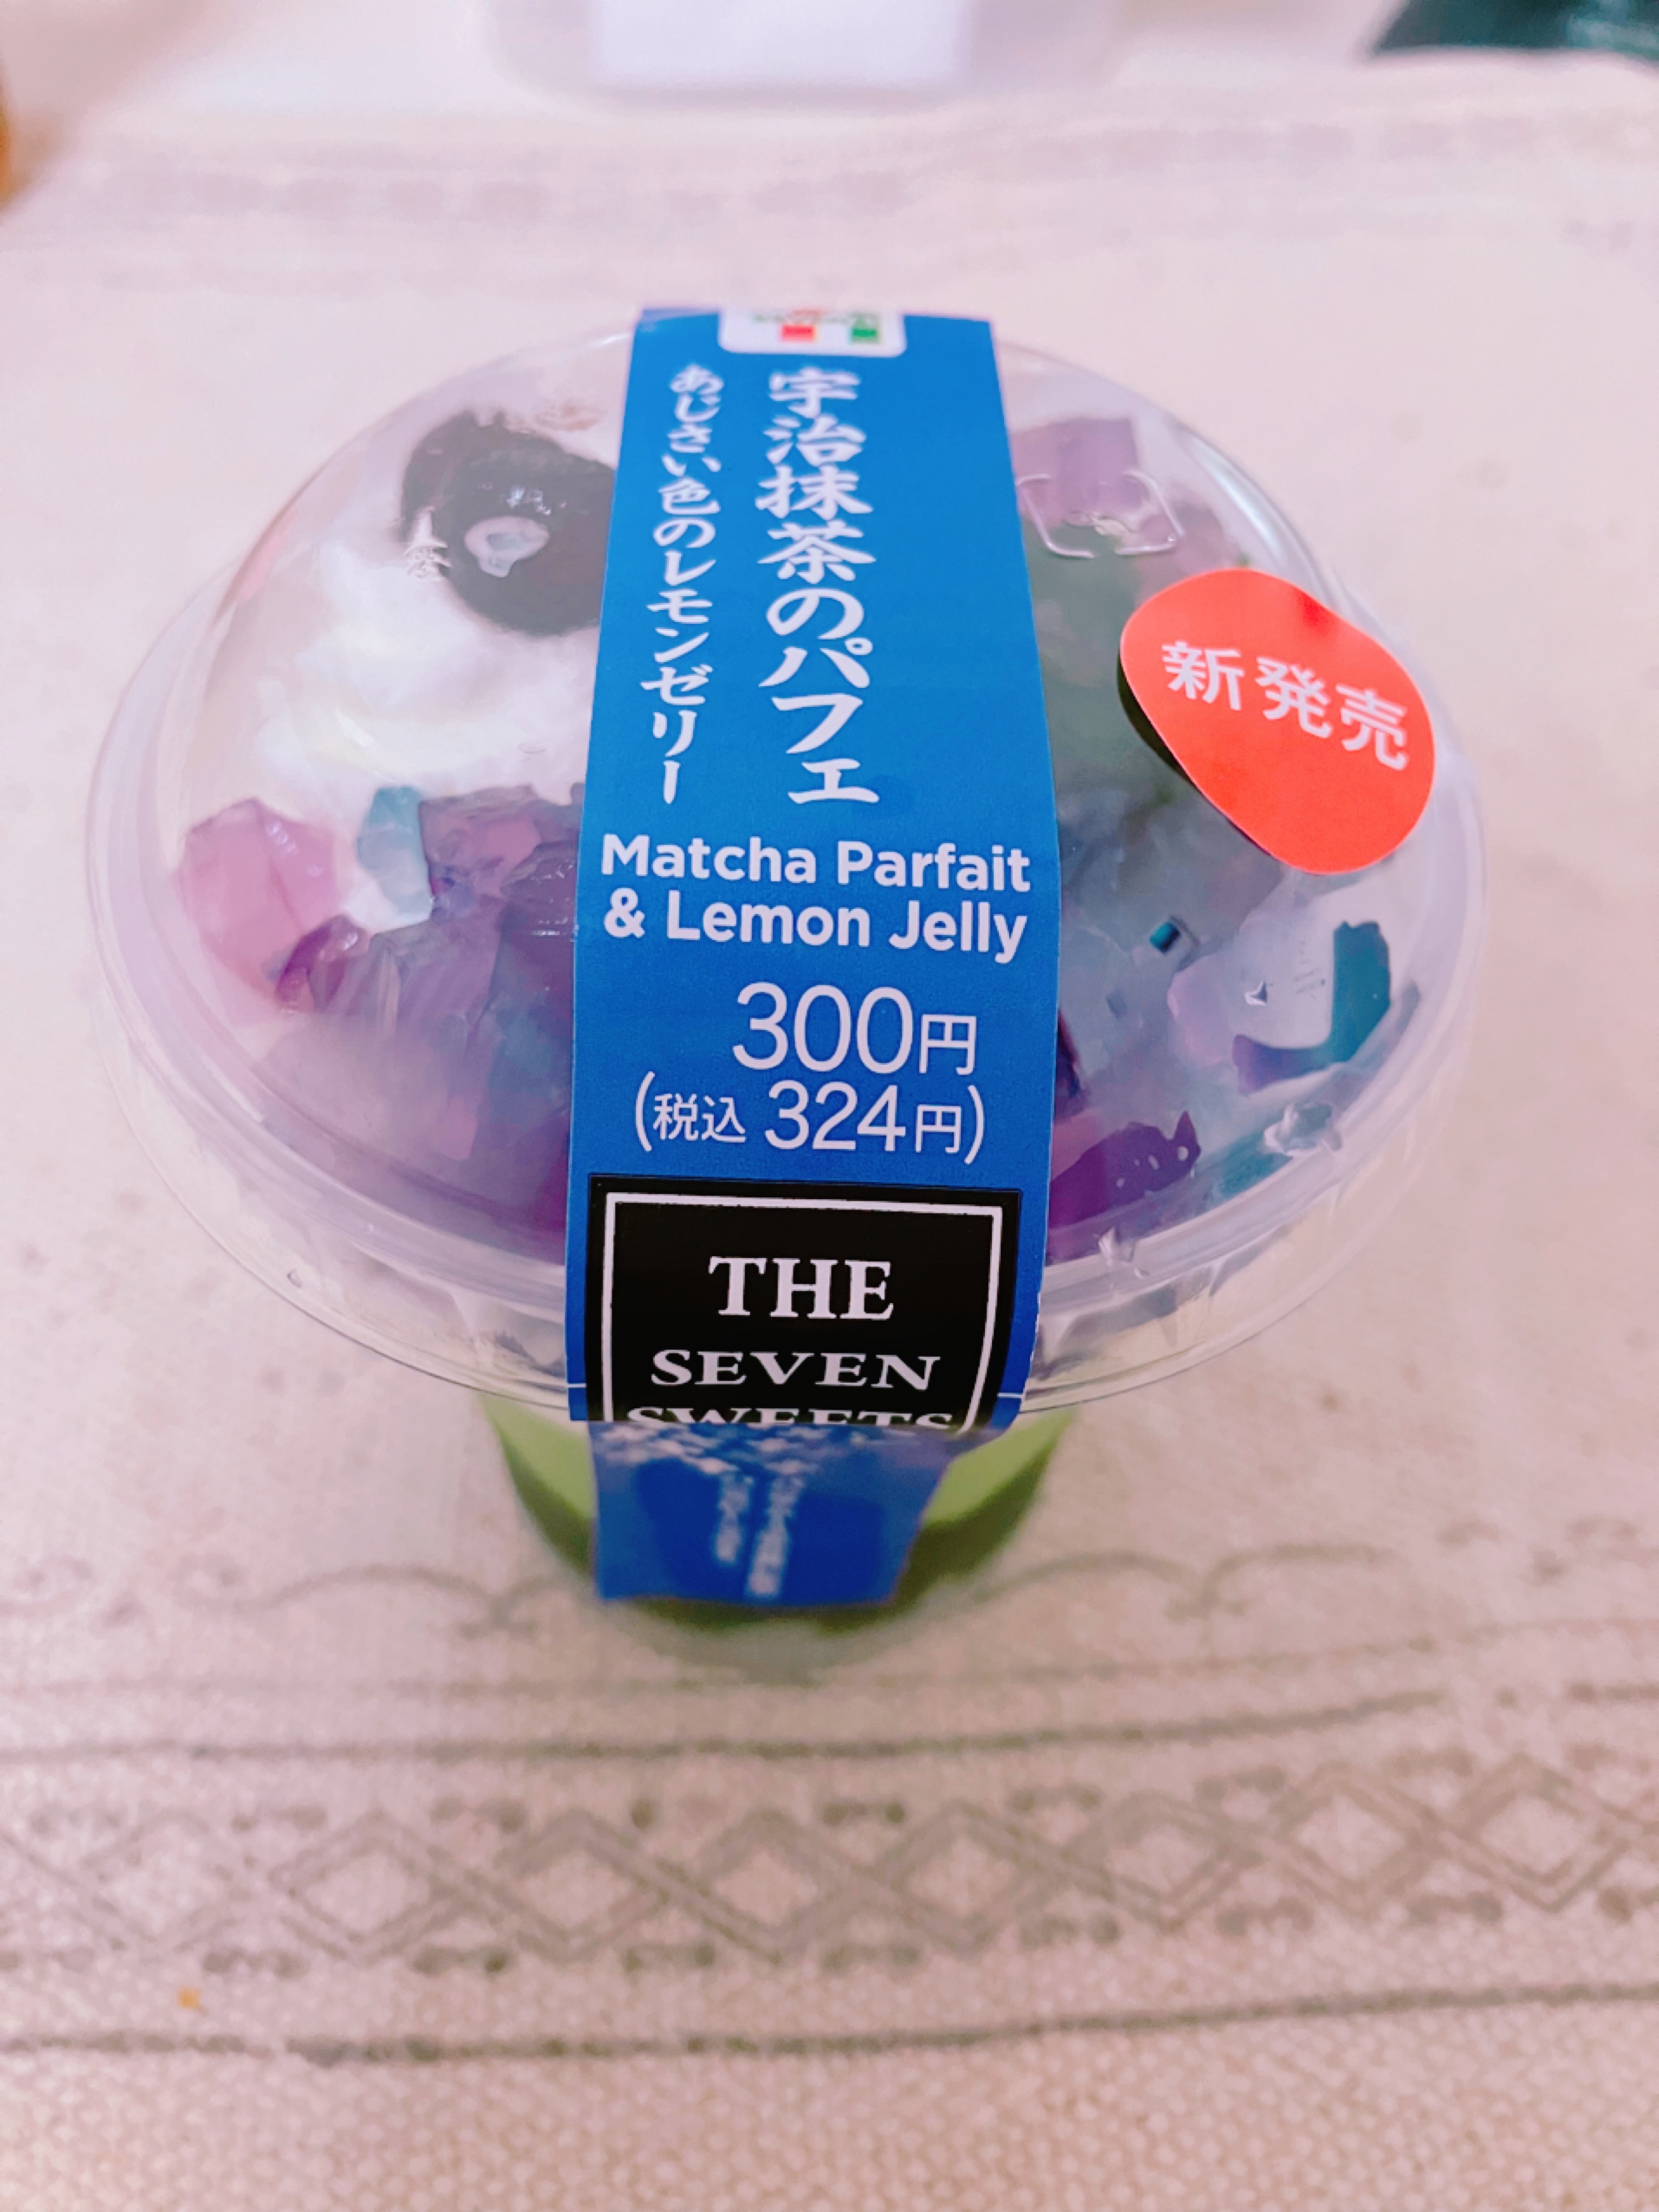 宇治抹茶のパフェ
あじさい色のレモンゼリー
Matcha Parfait
& Lemon Jelly
300円
(税込 324円)
新発売
THE
SEVEN
SWEETS